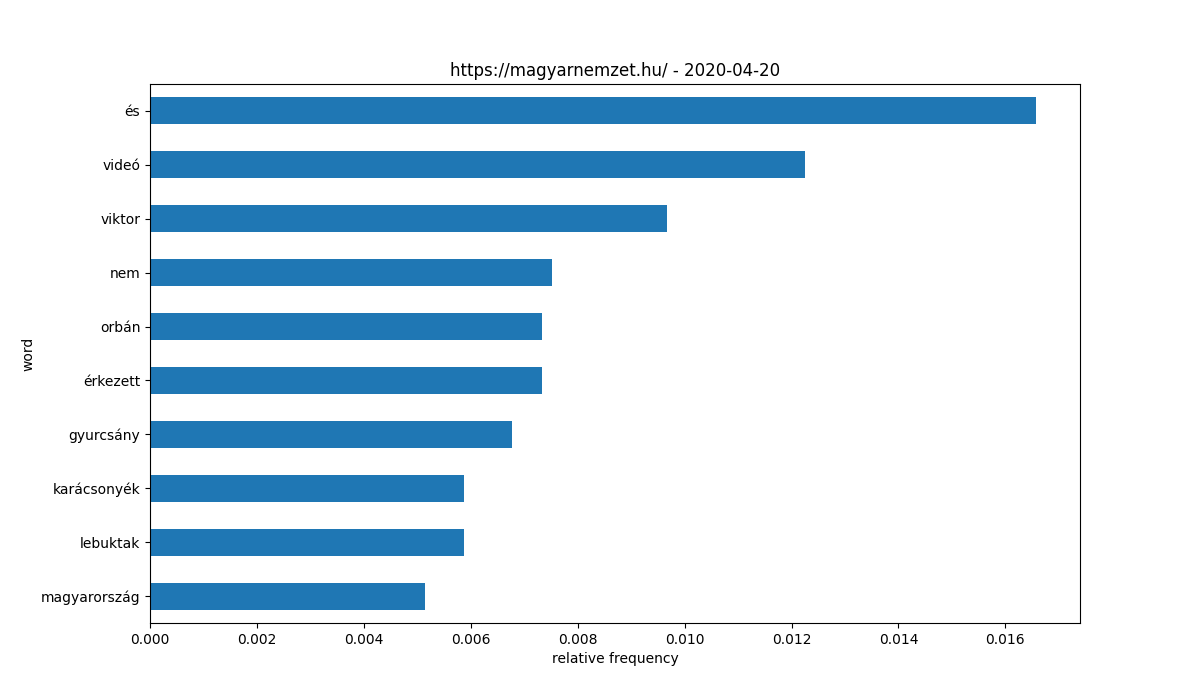 https://magyarnemzet.hu/ - 2020-04-20
és
videó
viktor
nem
orbán
érkezett
gyurcsány
karácsonyék
lebuktak
magyarország
word
0.000 0.002 0.004 0.006 0.008 0.010 0.012 0.014 0.016
relative frequency